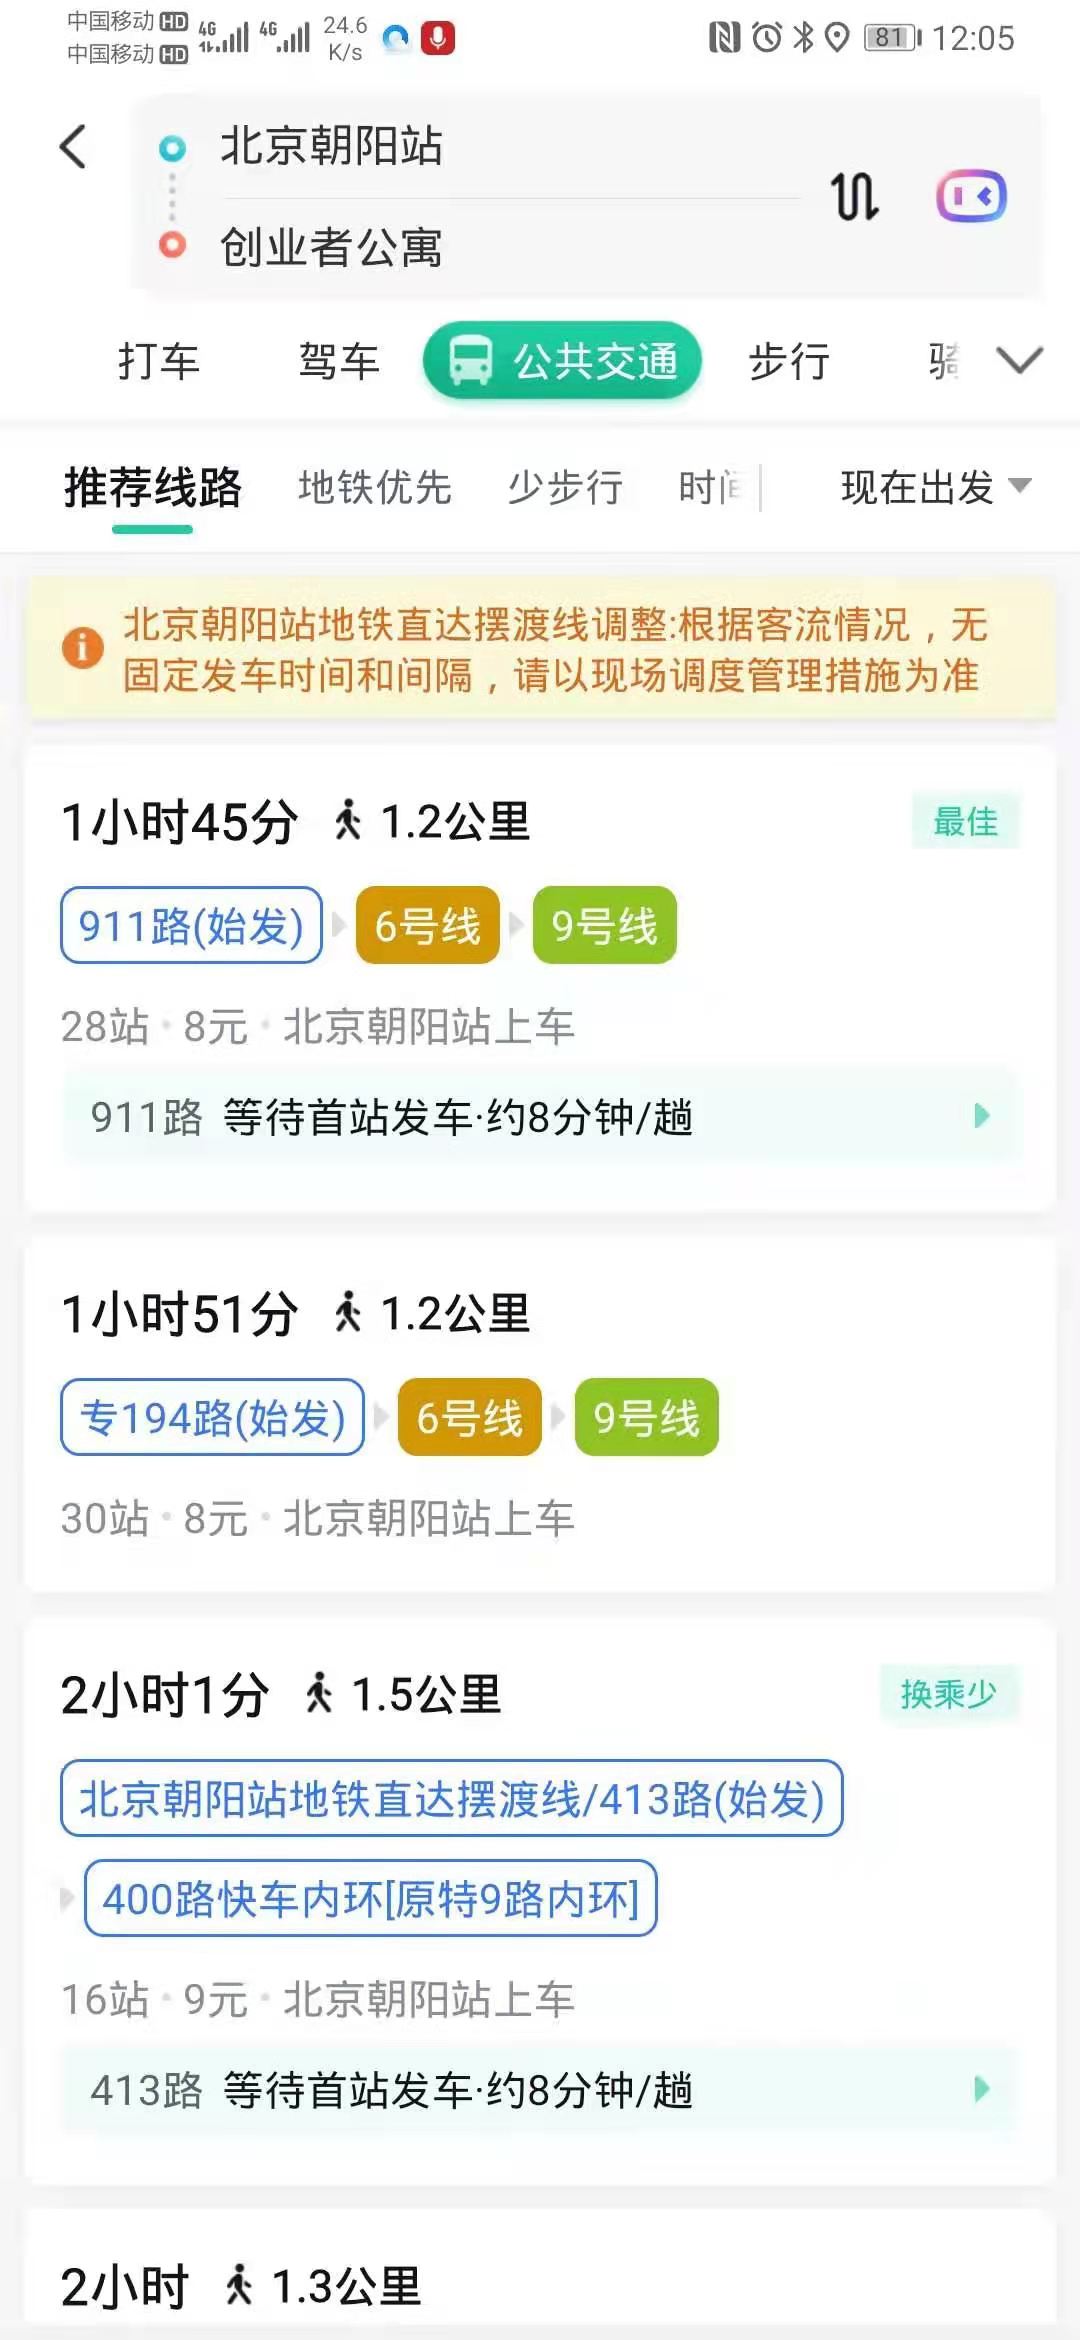 中国移动HD 4G 4G 24.6 K/s 81 12:05
中国移动HD
北京朝阳站
创业者公寓
打车 驾车 公共交通 步行
推荐线路 地铁优先 少步行 时间 现在出发
北京朝阳站地铁直达摆渡线调整:根据客流情况，无
固定发车时间和间隔，请以现场调度管理措施为准
1小时45分 1.2公里 最佳
911路(始发) 6号线 9号线
28站·8元·北京朝阳站上车
911路 等待首站发车·约8分钟/趟
1小时51分 1.2公里
专194路(始发) 6号线 9号线
30站·8元·北京朝阳站上车
2小时1分 1.5公里 换乘少
北京朝阳站地铁直达摆渡线/413路(始发)
400路快车内环[原特9路内环]
16站·9元·北京朝阳站上车
413路 等待首站发车·约8分钟/趟
2小时 1.3公里